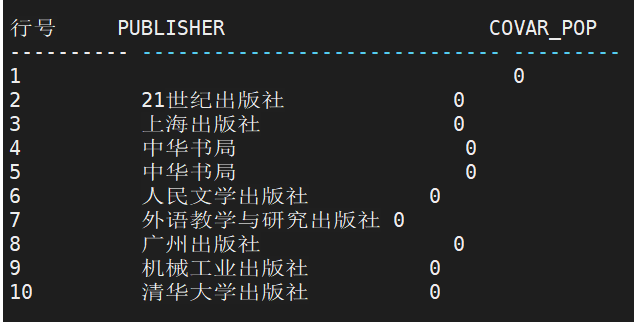 行号 PUBLISHER COVAR_POP
---------- ------------------------------ ---------
1 0
2 21世纪出版社 0
3 上海出版社 0
4 中华书局 0
5 中华书局 0
6 人民文学出版社 0
7 外语教学与研究出版社 0
8 广州出版社 0
9 机械工业出版社 0
10 清华大学出版社 0